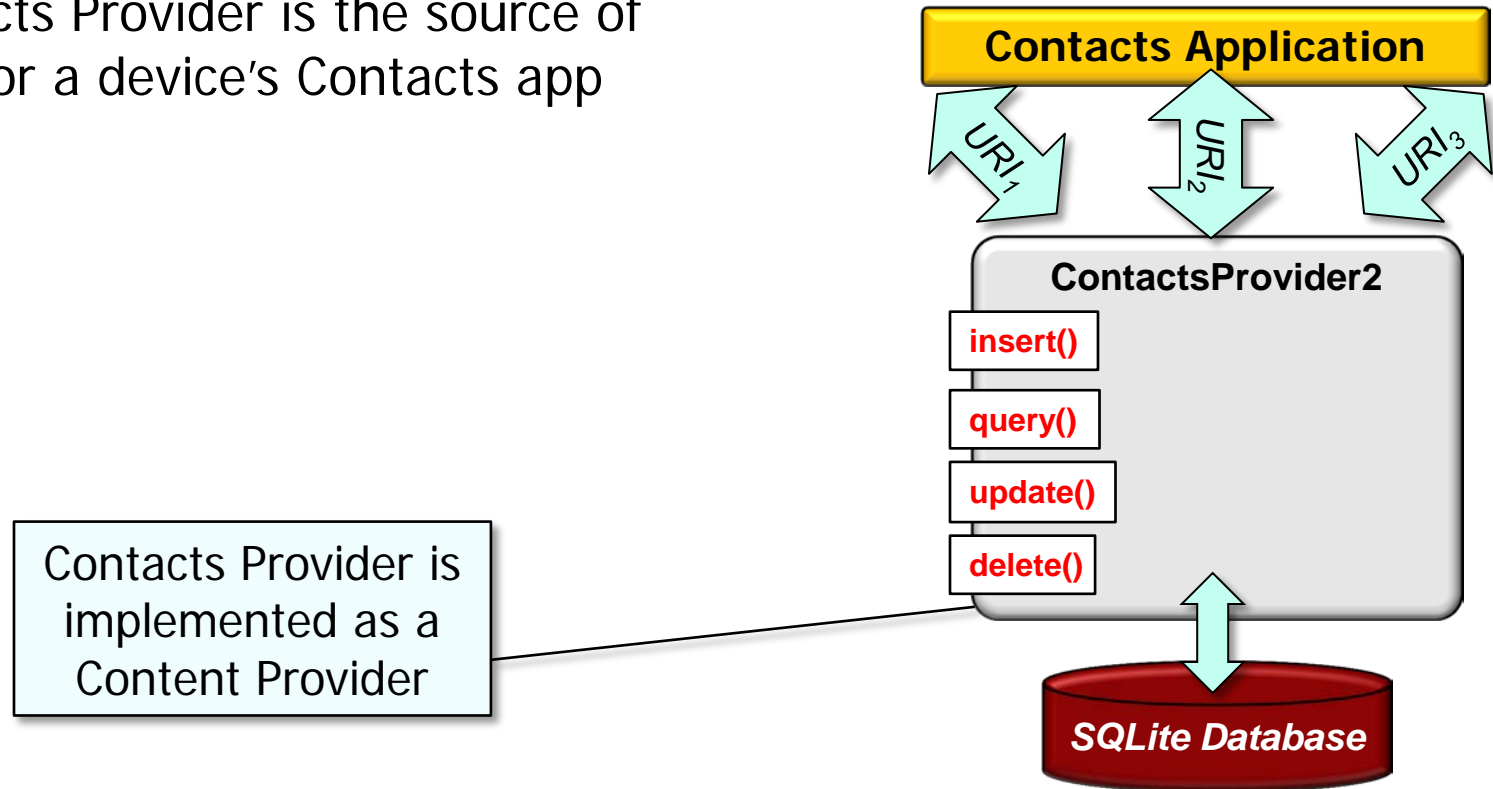 cts Provider is the source of
or a device's Contacts app
Contacts Application
URI1
URI2
URI3
ContactsProvider2
insert()
query()
update()
delete()
Contacts Provider is
implemented as a
Content Provider
SQLite Database